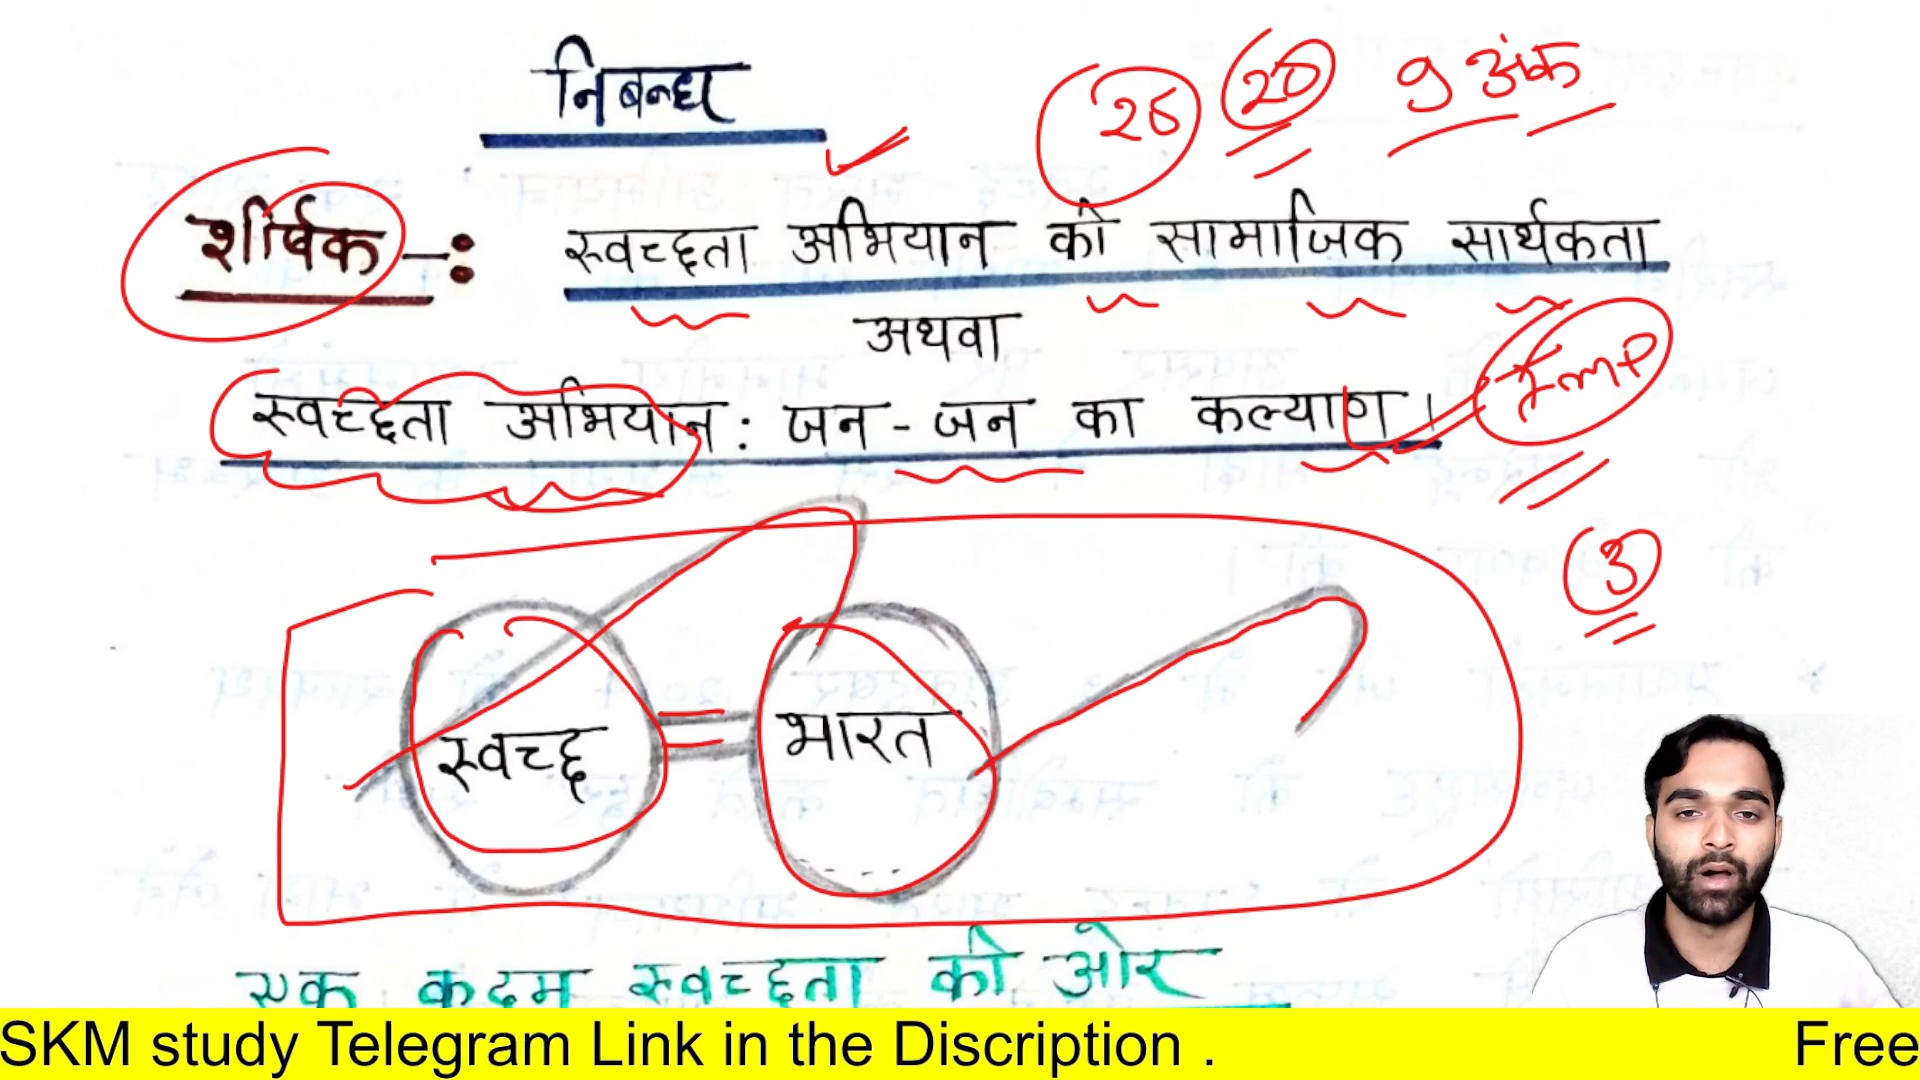 निबन्ध
25 20 9 अंक
शीर्षक -: स्वच्छता अभियान की सामाजिक सार्थकता
अथवा
स्वच्छता अभियान : जन - जन का कल्याण ।
Imp
3
स्वच्छ भारत
एक कदम स्वच्छता की ओर
SKM study Telegram Link in the Discription . Free